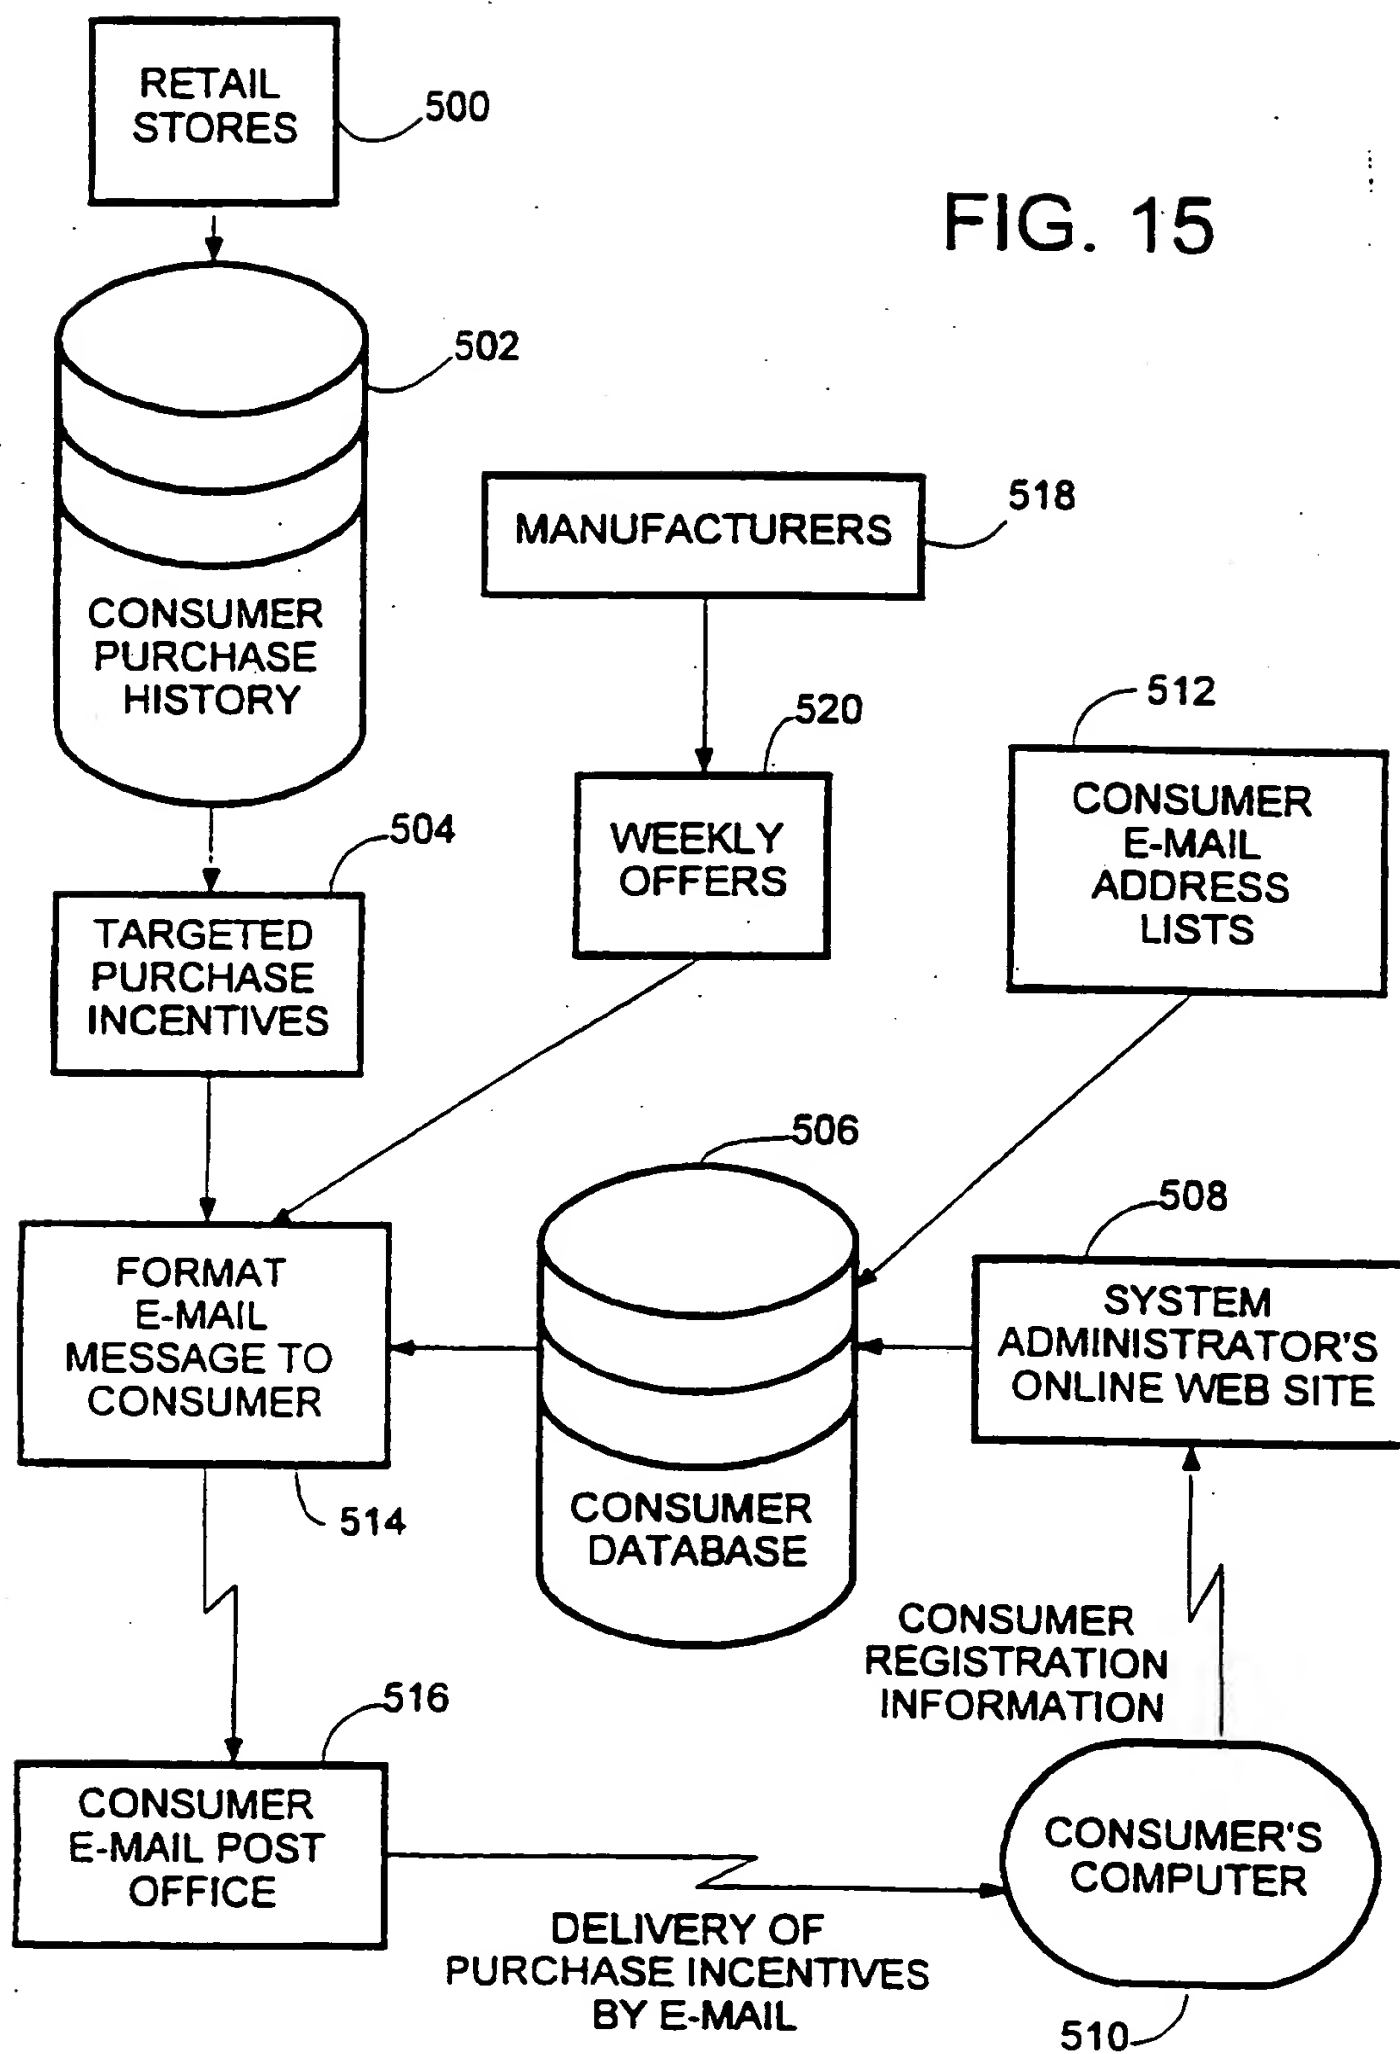 RETAIL
STORES
500
FIG. 15
502
CONSUMER
PURCHASE
HISTORY
MANUFACTURERS
518
520
WEEKLY
OFFERS
512
CONSUMER
E-MAIL
ADDRESS
LISTS
504
TARGETED
PURCHASE
INCENTIVES
506
CONSUMER
DATABASE
508
SYSTEM
ADMINISTRATOR'S
ONLINE WEB SITE
FORMAT
E-MAIL
MESSAGE TO
CONSUMER
514
CONSUMER
REGISTRATION
INFORMATION
516
CONSUMER
E-MAIL POST
OFFICE
DELIVERY OF
PURCHASE INCENTIVES
BY E-MAIL
CONSUMER'S
COMPUTER
510